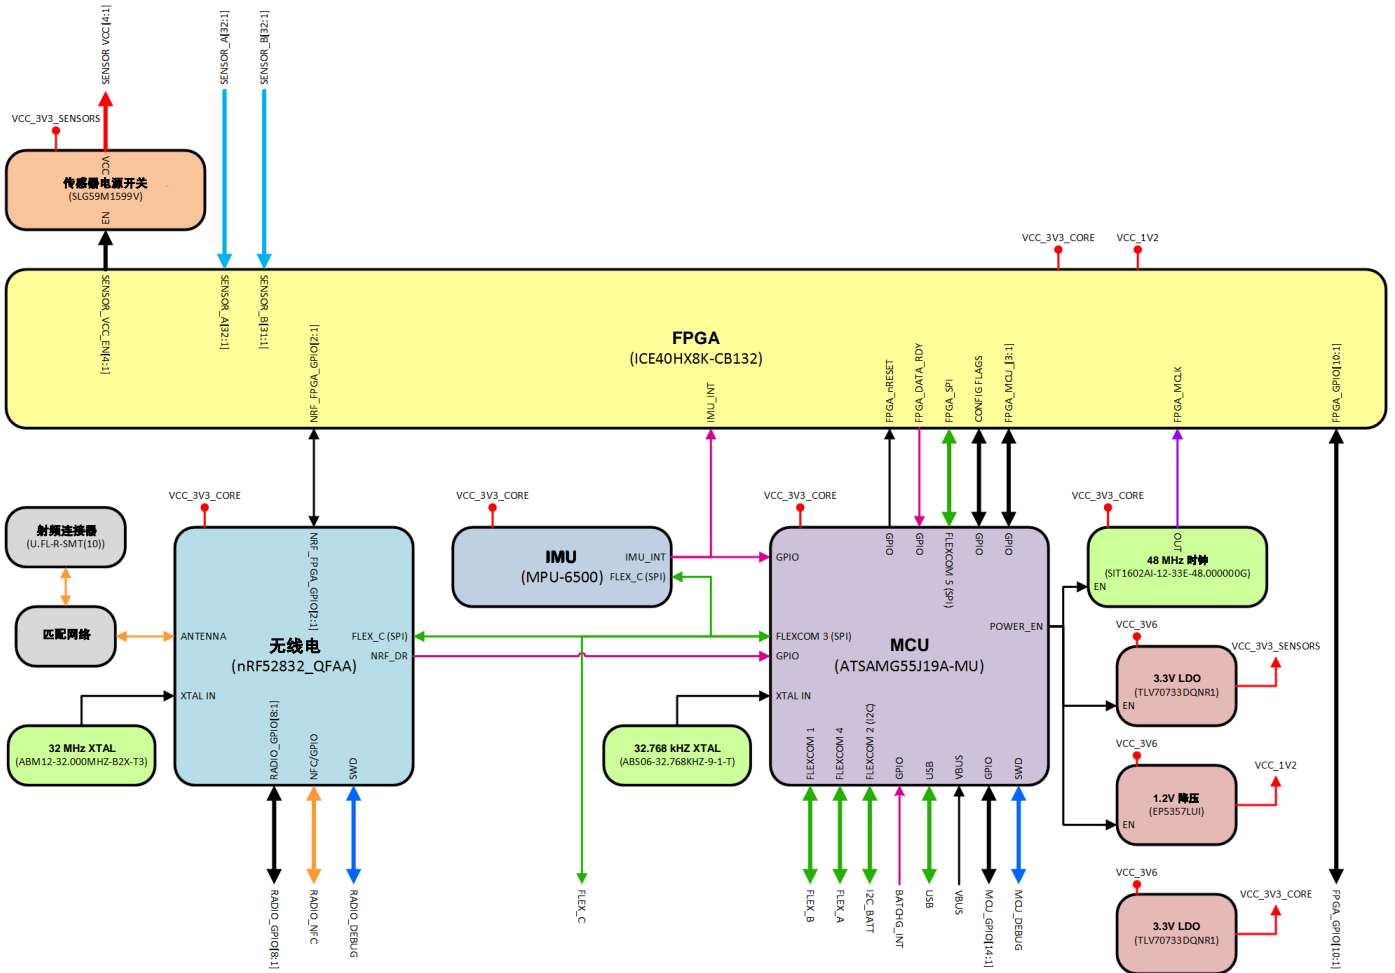 SENSOR VCC [4:1]
SENSOR_A[32:1]
SENSOR_B[32:1]
VCC_3V3_SENSORS
VCC
传感器电源开关
(SLG59M1599V)
EN
VCC_3V3_CORE
VCC_1V2
SENSOR_VCC_EN[4:1]
SENSOR_A[32:1]
SENSOR_B[31:1]
NRF_FPGA_GPIO[2:1]
FPGA
(ICE40HX8K-CB132)
IMU_INT
FPGA_nRESET
FPGA_DATA_RDY
FPGA_SPI
CONFIG FLAGS
FPGA_MCU_[3:1]
FPGA_MCLK
FPGA_GPIO[10:1]
VCC_3V3_CORE
VCC_3V3_CORE
VCC_3V3_CORE
VCC_3V3_CORE
射频连接器
(U.FL-R-SMT(10))
匹配网络
NRF_FPGA_GPIO[2:1]
ANTENNA
无线电
(nRF52832_QFAA)
FLEX_C (SPI)
NRF_DR
XTAL IN
RADIO_GPIO[8:1]
NFC/GPIO
SWD
32 MHz XTAL
(ABM12-32.000MHZ-B2X-T3)
IMU
(MPU-6500)
IMU_INT
FLEX_C (SPI)
GPIO
GPIO
GPIO
FLEXCOM 5 (SPI)
GPIO
GPIO
FLEXCOM 3 (SPI)
GPIO
MCU
(ATSAMG55J19A-MU)
POWER_EN
XTAL IN
FLEXCOM 1
FLEXCOM 4
FLEXCOM 2 (I2C)
GPIO
USB
VBUS
GPIO
SWD
32.768 kHZ XTAL
(ABS06-32.768KHZ-9-1-T)
OUT
48 MHz 时钟
(SIT1602AI-12-33E-48.000000G)
EN
VCC_3V6
VCC_3V3_SENSORS
3.3V LDO
(TLV70733DQNR1)
EN
VCC_3V6
VCC_1V2
1.2V 降压
(EP5357LUI)
EN
VCC_3V6
VCC_3V3_CORE
3.3V LDO
(TLV70733DQNR1)
RADIO_GPIO[8:1]
RADIO_NFC
RADIO_DEBUG
FLEX_C
FLEX_B
FLEX_A
I2C_BATT
BATCHG_INT
USB
VBUS
MCU_GPIO[14:1]
MCU_DEBUG
FPGA_GPIO[10:1]